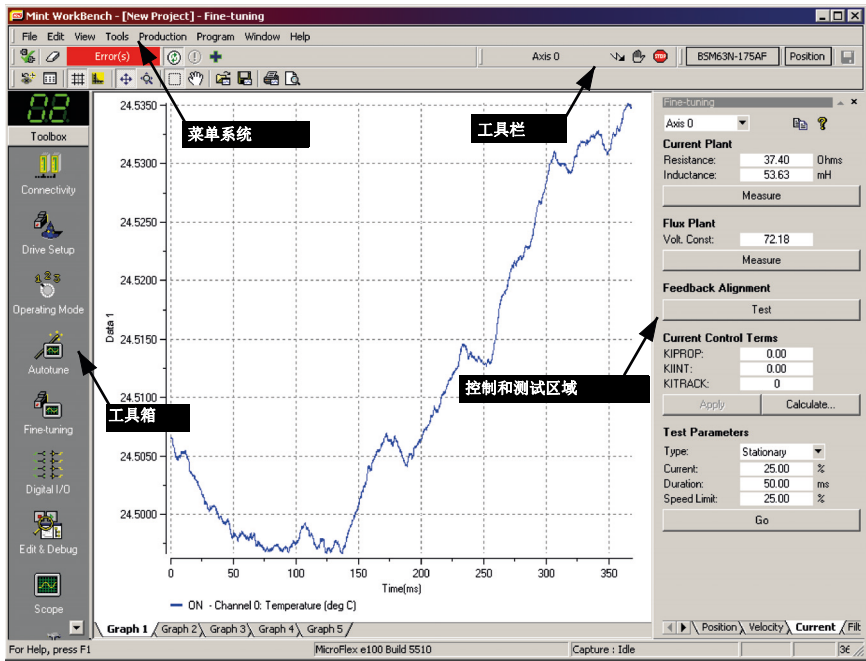 Mint WorkBench - [New Project] - Fine-tuning
File Edit View Tools Production Program Window Help
Error(s)
Axis 0
STOP
BSM63N-175AF
Position
02
Toolbox
Connectivity
Drive Setup
1 2 3
Operating Mode
Autotune
Fine-tuning
Digital I/O
Edit & Debug
Scope
菜单系统
工具栏
工具箱
控制和测试区域
24.5350
24.5300
24.5250
24.5200
24.5150
24.5100
24.5050
24.5000
Data 1
0 50 100 150 200 250 300 350
Time(ms)
ON - Channel 0: Temperature (deg C)
Graph 1 Graph 2 Graph 3 Graph 4 Graph 5
Fine-tuning
Axis 0
Current Plant
Resistance: 37.40 Ohms
Inductance: 53.63 mH
Measure
Flux Plant
Volt. Const: 72.18
Measure
Feedback Alignment
Test
Current Control Terms
KIPROP: 0.00
KIINT: 0.00
KITRACK: 0
Apply Calculate...
Test Parameters
Type: Stationary
Current: 25.00 %
Duration: 50.00 ms
Speed Limit: 25.00 %
Go
Position Velocity Current Filt
For Help, press F1
MicroFlex e100 Build 5510
Capture : Idle